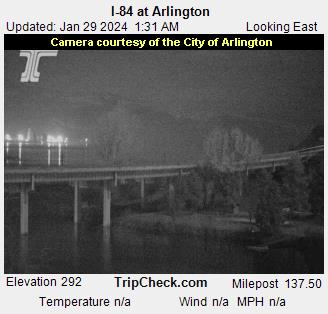 I-84 at Arlington
Updated: Jan 29 2024 1:31 AM Looking East
Camera courtesy of the City of Arlington
Elevation 292 TripCheck.com Milepost 137.50
Temperature n/a Wind n/a MPH n/a